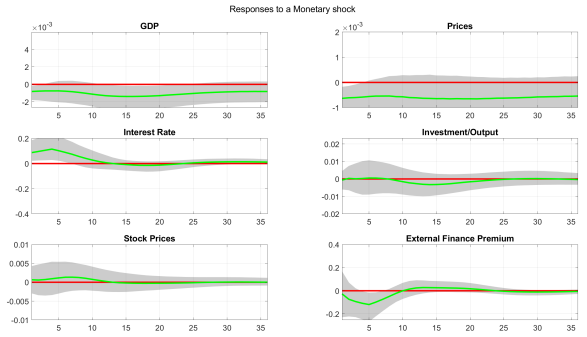 Responses to a Monetary shock
×10⁻³ GDP
6
4
2
0
-2
5 10 15 20 25 30 35
×10⁻³ Prices
2
1
0
-1
5 10 15 20 25 30 35
Interest Rate
0.2
0
-0.2
-0.4
5 10 15 20 25 30 35
Investment/Output
0.02
0.01
0
-0.01
-0.02
5 10 15 20 25 30 35
Stock Prices
0.01
0.005
0
-0.005
-0.01
5 10 15 20 25 30 35
External Finance Premium
0.4
0.2
0
-0.2
5 10 15 20 25 30 35